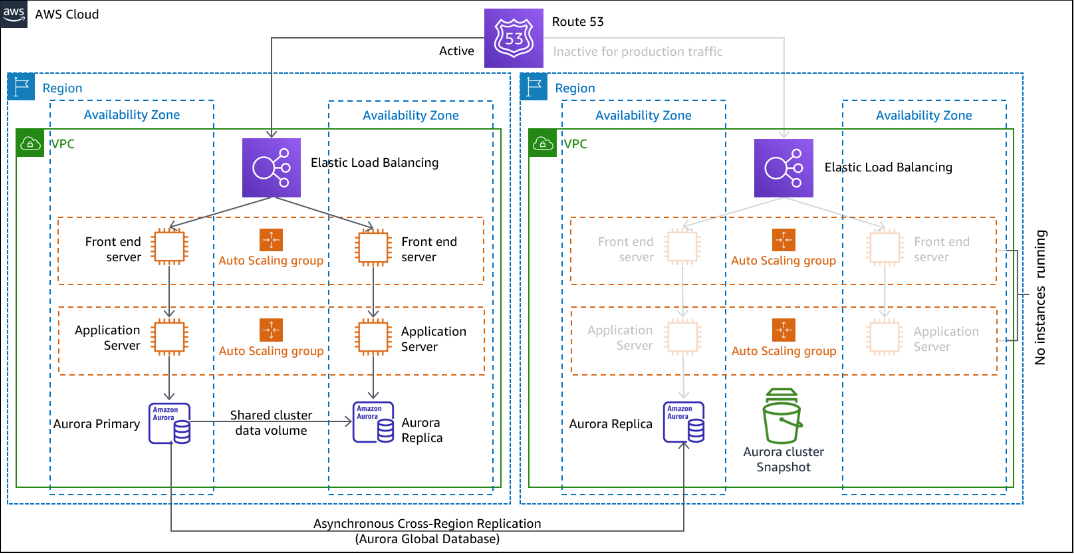 aws
AWS Cloud
53
Route 53
Active
Inactive for production traffic
Region
Availability Zone
Availability Zone
VPC
Elastic Load Balancing
Front end
server
Auto Scaling group
Front end
server
Application
Server
Auto Scaling group
Application
Server
Aurora Primary
Amazon
Aurora
Shared cluster
data volume
Amazon
Aurora
Aurora
Replica
Region
Availability Zone
Availability Zone
VPC
Elastic Load Balancing
Front end
server
Auto Scaling group
Front end
server
Application
Server
Auto Scaling group
Application
Server
No instances running
Aurora Replica
Amazon
Aurora
Aurora cluster
Snapshot
Asynchronous Cross-Region Replication
(Aurora Global Database)